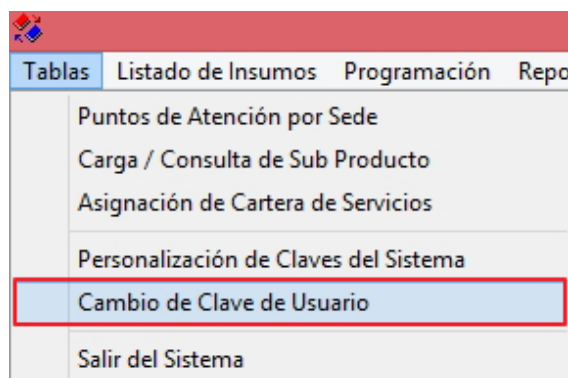 Tablas Listado de Insumos Programación Repo
Puntos de Atención por Sede
Carga / Consulta de Sub Producto
Asignación de Cartera de Servicios
Personalización de Claves del Sistema
Cambio de Clave de Usuario
Salir del Sistema